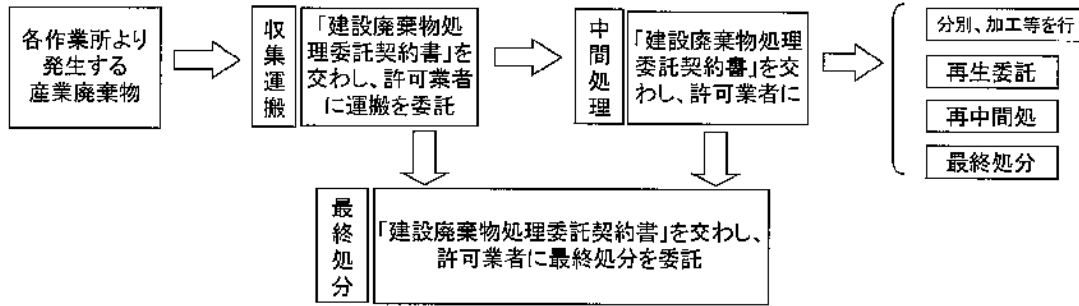 各作業所より
発生する
産業廃棄物
収集運搬
「建設廃棄物処
理委託契約書」を
交わし、許可業者
に運搬を委託
中間処理
「建設廃棄物処理
委託契約書」を交
わし、許可業者に
分別、加工等を行
再生委託
再中間処
最終処分
最終処分
「建設廃棄物処理委託契約書」を交わし、
許可業者に最終処分を委託